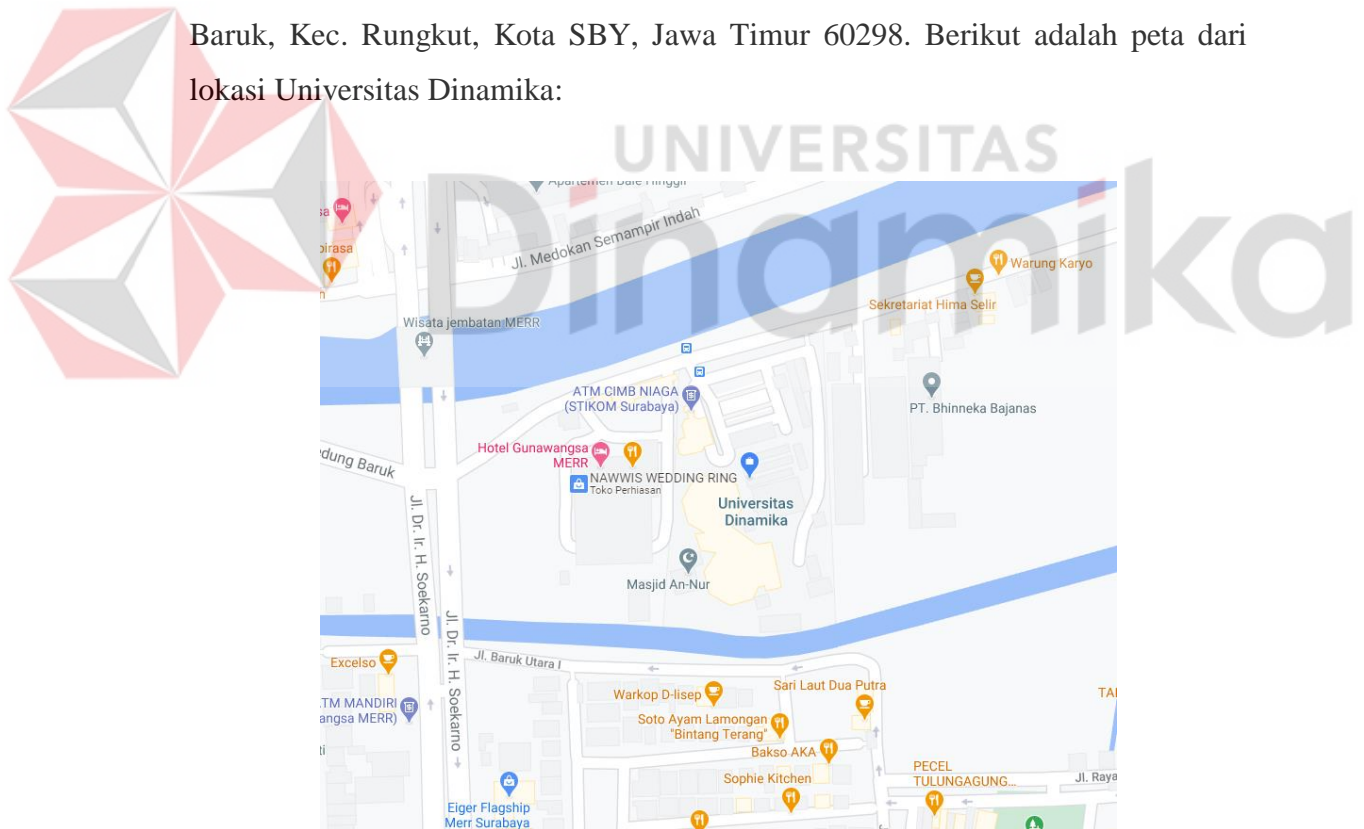 Baruk, Kec. Rungkut, Kota SBY, Jawa Timur 60298. Berikut adalah peta dari
lokasi Universitas Dinamika:
UNIVERSITAS
Dinamika
Jl. Medokan Semampir Indah
Warung Karyo
Sekretariat Hima Selir
Wisata jembatan MERR
ATM CIMB NIAGA
(STIKOM Surabaya)
PT. Bhinneka Bajanas
Hotel Gunawangsa
MERR
NAWWIS WEDDING RING
Toko Perhiasan
Baruk
Universitas
Dinamika
Jl. Dr. Ir. H. Soekarno
Masjid An-Nur
Jl. Dr. Ir. H. Soekarno
Jl. Baruk Utara I
Excelso
Warkop D-lisep
Sari Laut Dua Putra
MANDIRI
MERR)
Soto Ayam Lamongan
"Bintang Terang"
Bakso AKA
Sophie Kitchen
PECEL
TULUNGAGUNG...
Jl. Raya
Eiger Flagship
Merr Surabaya